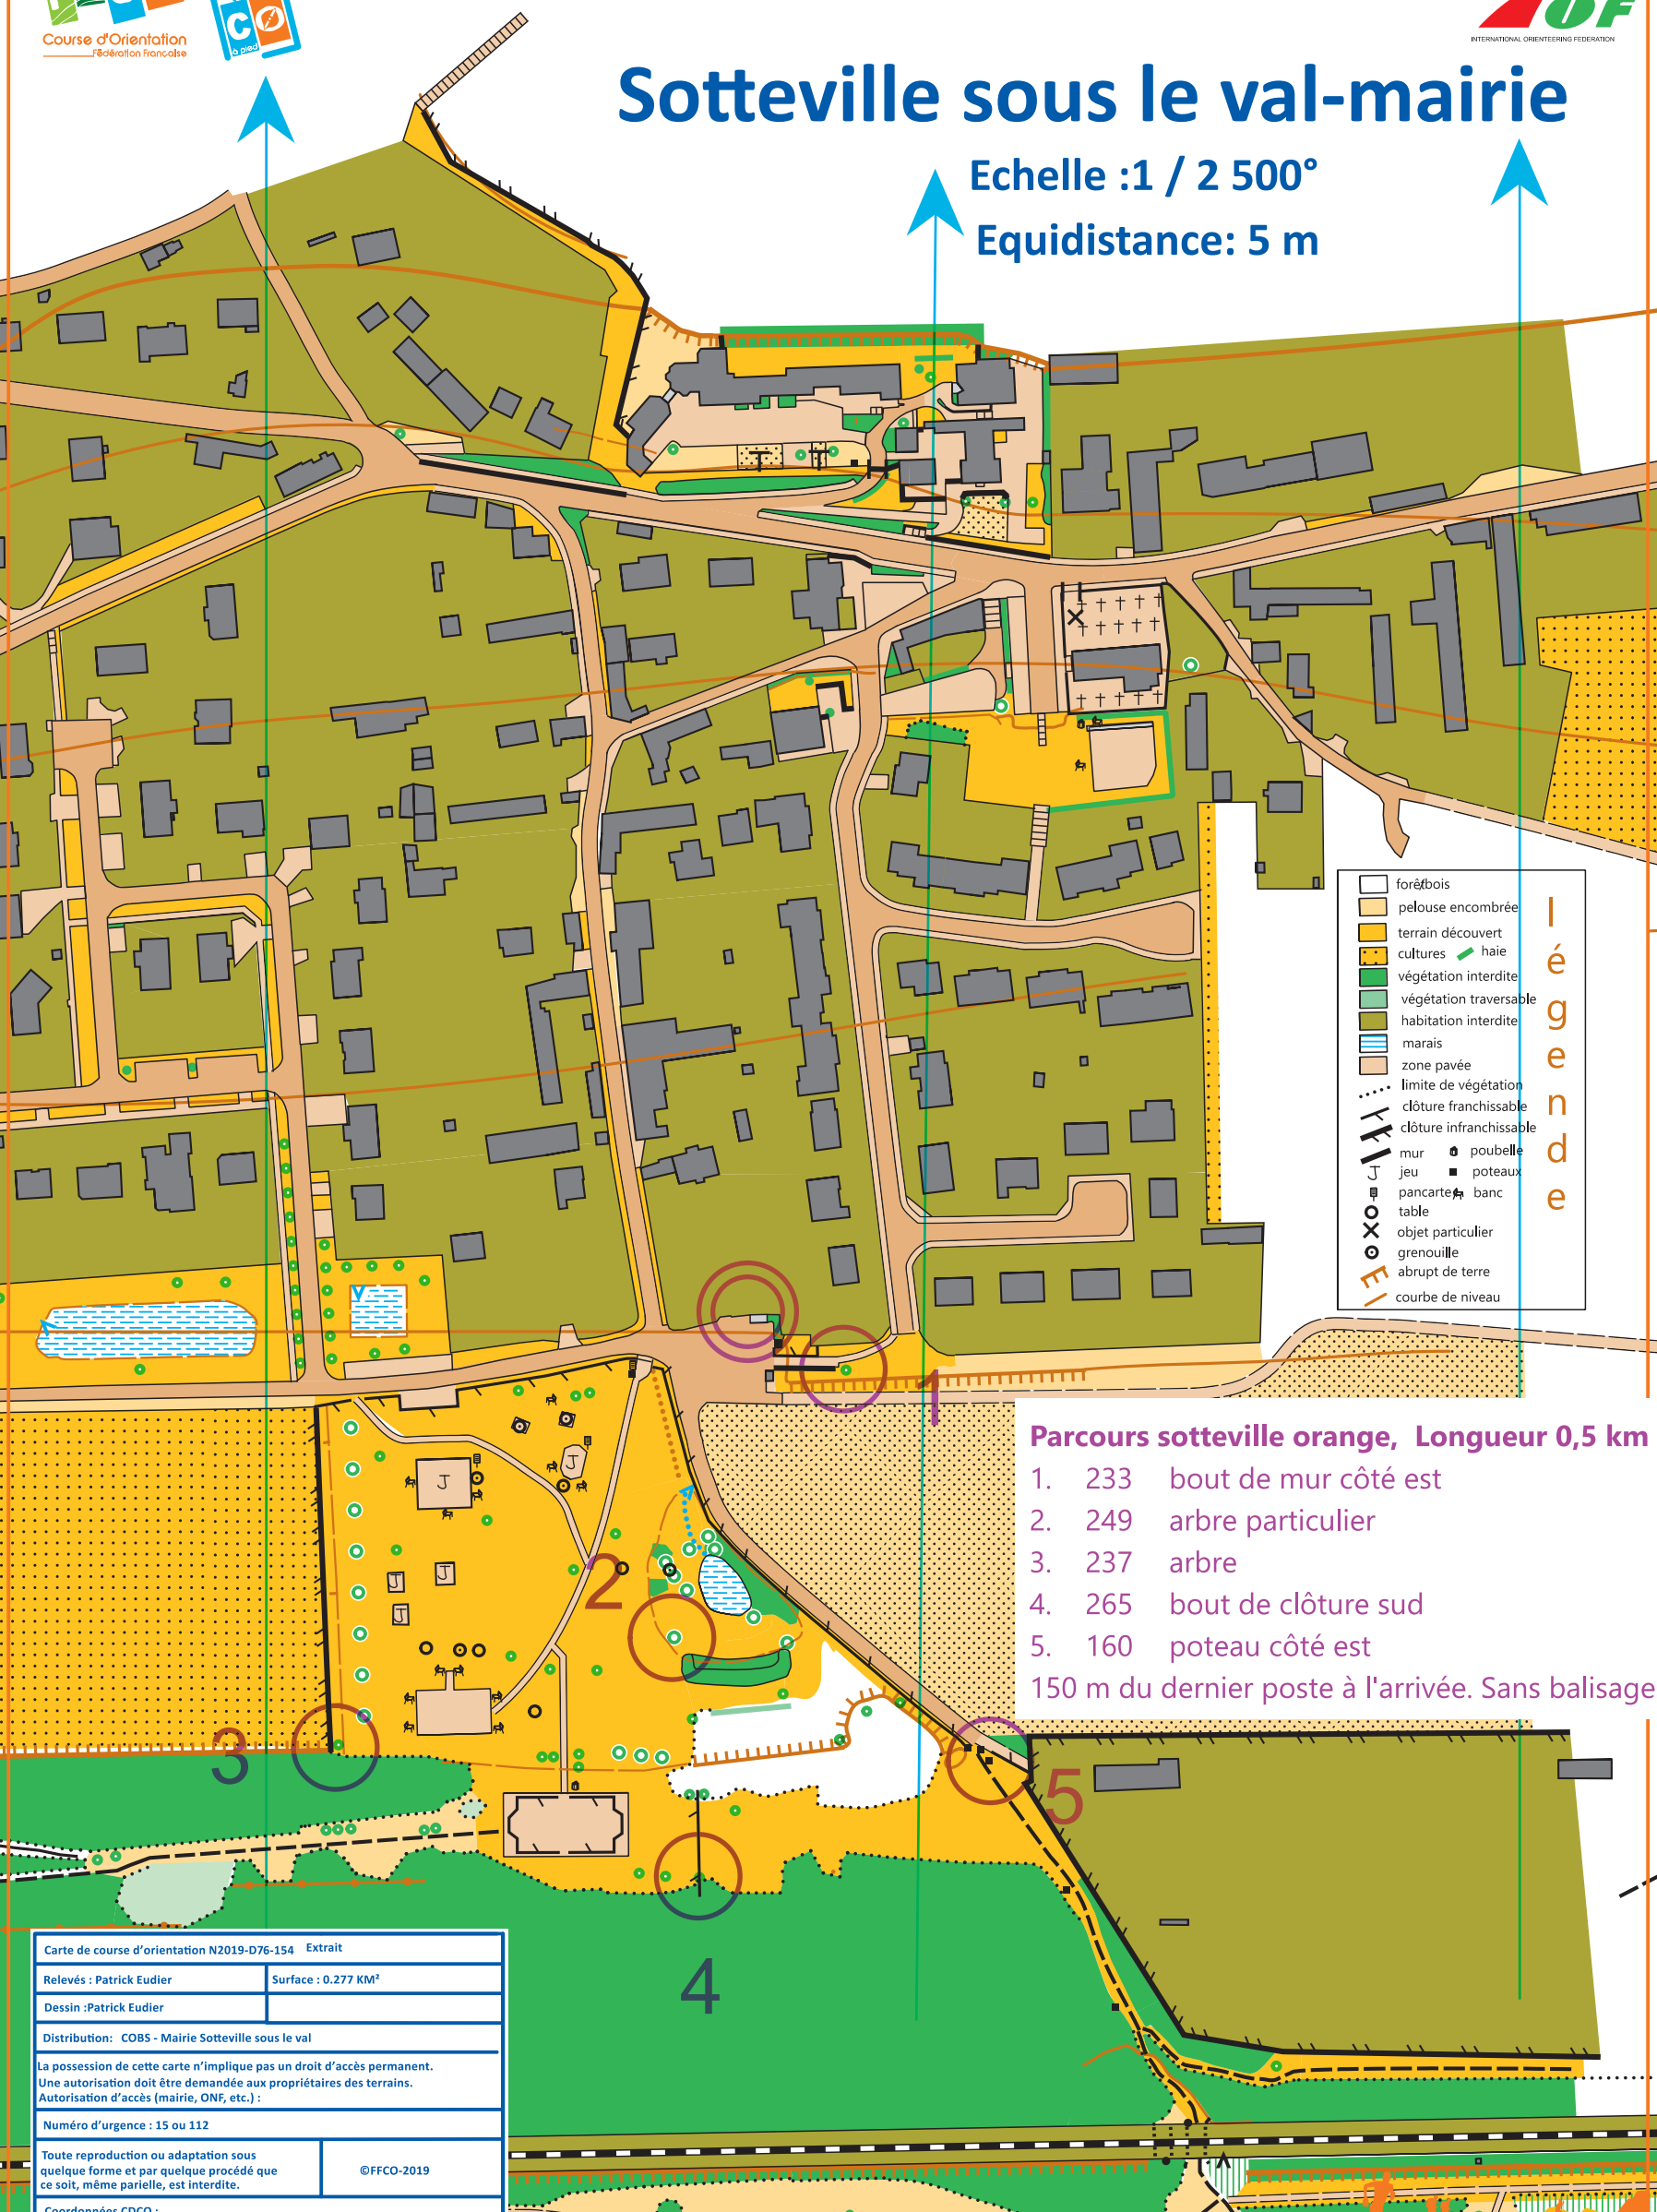 Course d'Orientation
Fédération Française
CO
à pied
IOF
INTERNATIONAL ORIENTEERING FEDERATION
Sotteville sous le val-mairie
Echelle :1 / 2 500°
Equidistance: 5 m
légende
forêt/bois
pelouse encombrée
terrain découvert
cultures haie
végétation interdite
végétation traversable
habitation interdite
marais
zone pavée
limite de végétation
clôture franchissable
clôture infranchissable
mur poubelle
jeu poteaux
pancarte banc
table
objet particulier
grenouille
abrupt de terre
courbe de niveau
1
Parcours sotteville orange, Longueur 0,5 km
1. 233 bout de mur côté est
2. 249 arbre particulier
3. 237 arbre
4. 265 bout de clôture sud
5. 160 poteau côté est
150 m du dernier poste à l'arrivée. Sans balisage
J
J
J
J
J
2
3
5
4
Carte de course d'orientation N2019-D76-154 Extrait
Relevés : Patrick Eudier Surface : 0.277 KM²
Dessin :Patrick Eudier
Distribution: COBS - Mairie Sotteville sous le val
La possession de cette carte n'implique pas un droit d'accès permanent.
Une autorisation doit être demandée aux propriétaires des terrains.
Autorisation d'accès (mairie, ONF, etc.) :
Numéro d'urgence : 15 ou 112
Toute reproduction ou adaptation sous
quelque forme et par quelque procédé que
ce soit, même parielle, est interdite.
©FFCO-2019
Coordonnées CDCO :